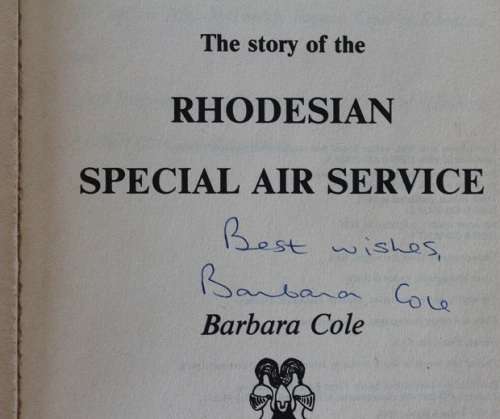 The story of the
RHODESIAN
SPECIAL AIR SERVICE
Best wishes,
Barbara Cole
Barbara Cole